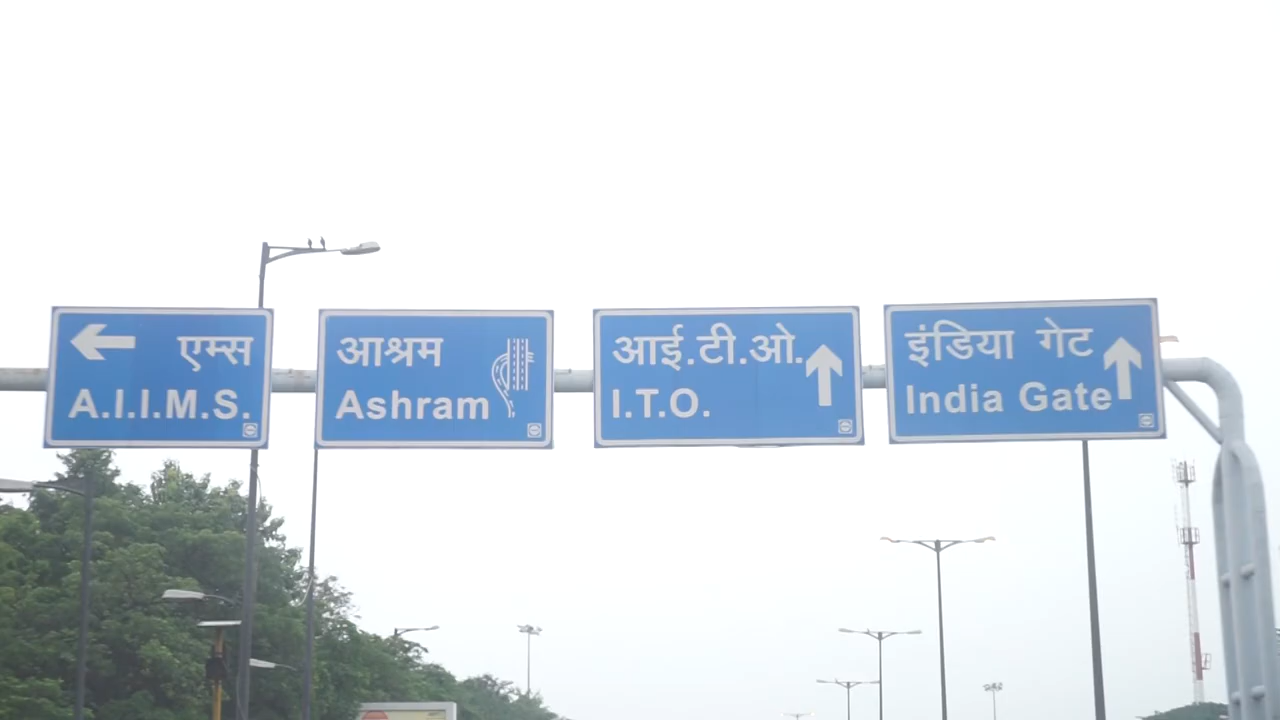 एम्स
A.I.I.M.S.
आश्रम
Ashram
आई.टी.ओ.
I.T.O.
इंडिया गेट
India Gate